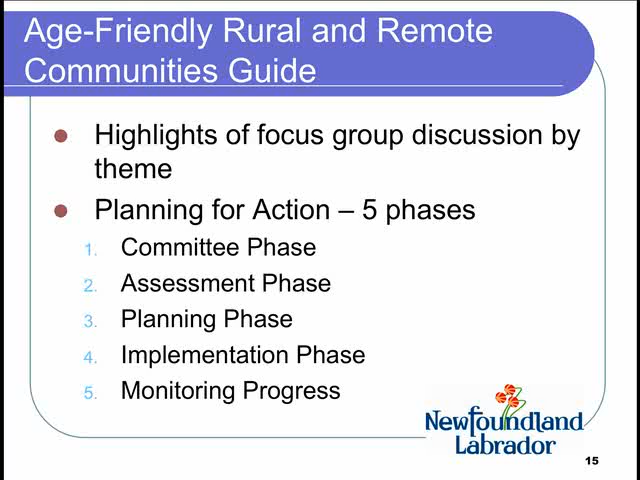 Age-Friendly Rural and Remote
Communities Guide
Highlights of focus group discussion by
theme
Planning for Action – 5 phases
1. Committee Phase
2. Assessment Phase
3. Planning Phase
4. Implementation Phase
5. Monitoring Progress
Newfoundland
Labrador
15